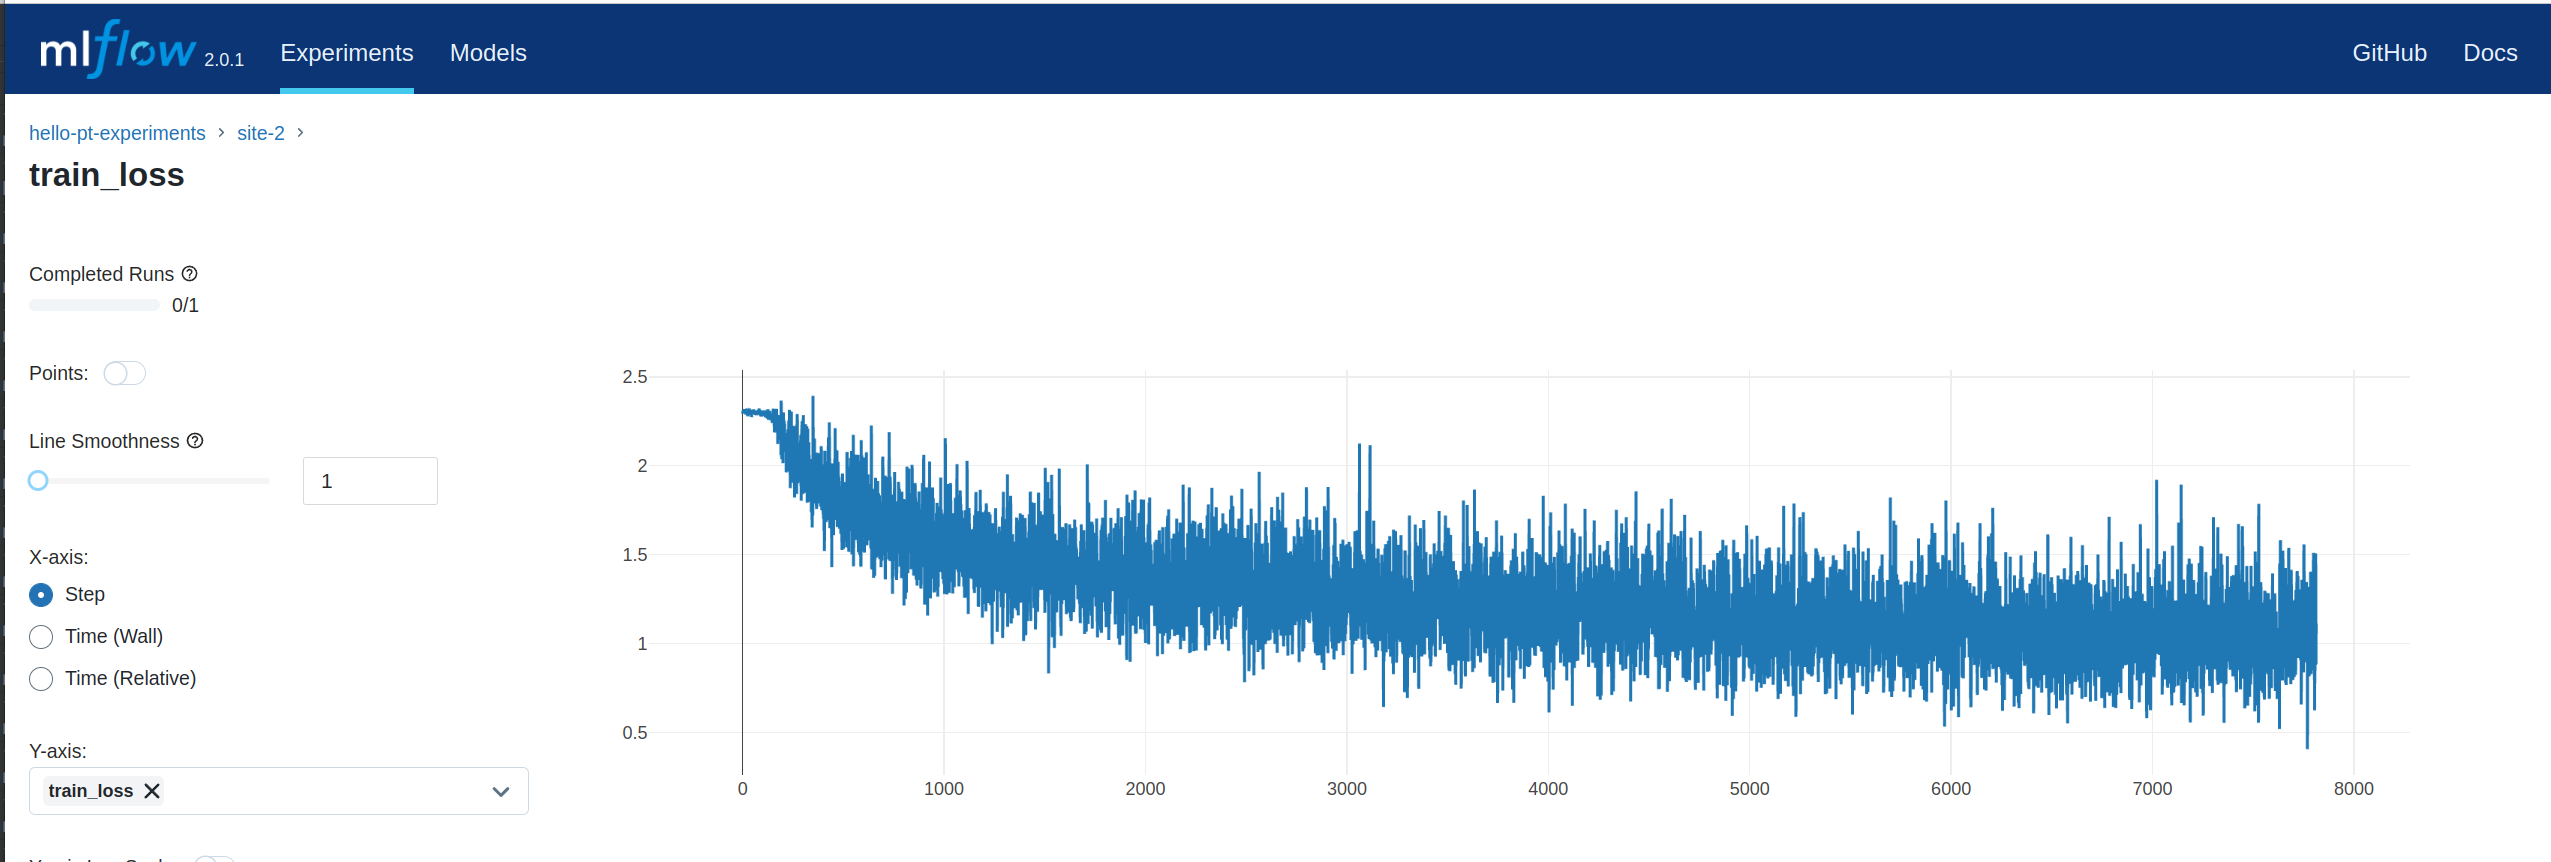 mlflow 2.0.1 Experiments Models GitHub Docs
hello-pt-experiments > site-2 >
train_loss
Completed Runs
0/1
Points:
Line Smoothness
1
X-axis:
Step
Time (Wall)
Time (Relative)
Y-axis:
train_loss
2.5
2
1.5
1
0.5
0 1000 2000 3000 4000 5000 6000 7000 8000